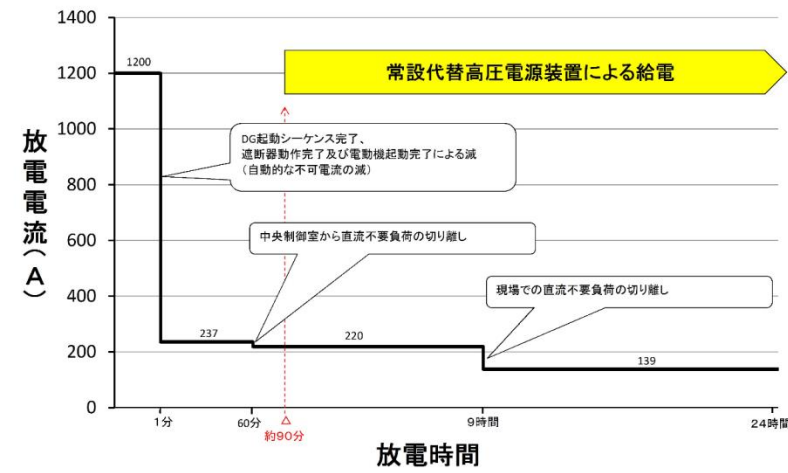 1400
1200
1000
800
600
400
200
0
放電電流(A)
1200
常設代替高圧電源装置による給電
DG起動シーケンス完了、
遮断器動作完了及び電動機起動完了による減
(自動的な不可電流の減)
中央制御室から直流不要負荷の切り離し
現場での直流不要負荷の切り離し
237
220
139
1分
60分
約90分
9時間
24時間
放電時間